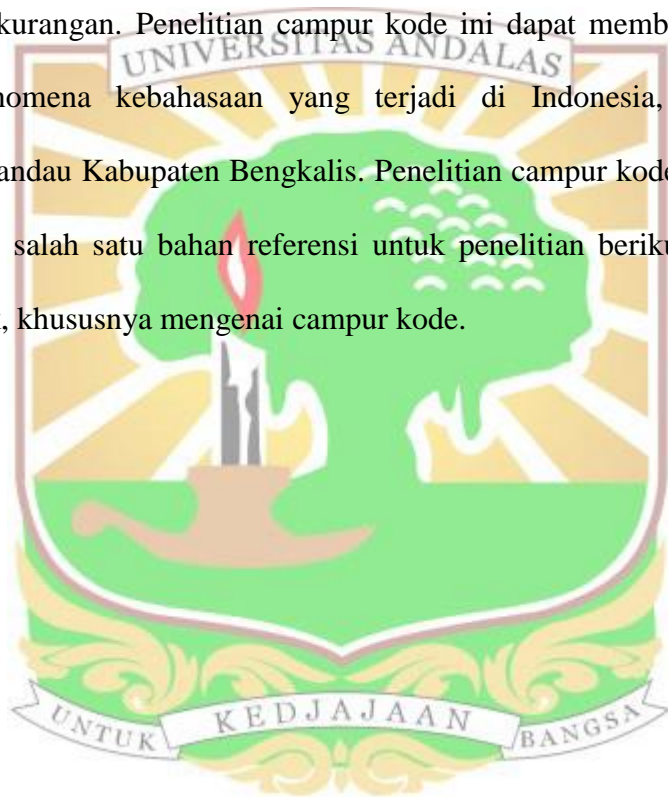 kurangan. Penelitian campur kode ini dapat memb
UNIVERSITAS ANDALAS
nomena kebahasaan yang terjadi di Indonesia,
andau Kabupaten Bengkalis. Penelitian campur kode
salah satu bahan referensi untuk penelitian beriku
, khususnya mengenai campur kode.
UNTUK KEDJAJAAN BANGSA